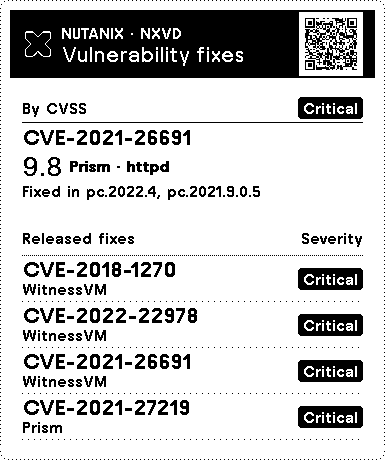 NUTANIX · NXVD
Vulnerability fixes
By CVSS Critical
CVE-2021-26691
9.8 Prism · httpd
Fixed in pc.2022.4, pc.2021.9.0.5
Released fixes Severity
CVE-2018-1270
WitnessVM
Critical
CVE-2022-22978
WitnessVM
Critical
CVE-2021-26691
WitnessVM
Critical
CVE-2021-27219
Prism
Critical